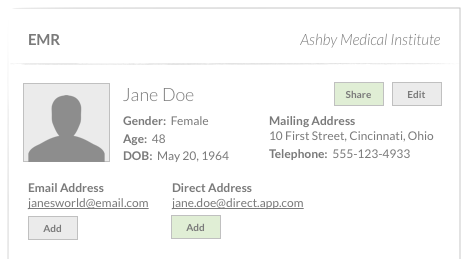 EMR
Ashby Medical Institute
Jane Doe
Share
Edit
Gender: Female
Age: 48
DOB: May 20, 1964
Mailing Address
10 First Street, Cincinnati, Ohio
Telephone: 555-123-4933
Email Address
janesworld@email.com
Add
Direct Address
jane.doe@direct.app.com
Add